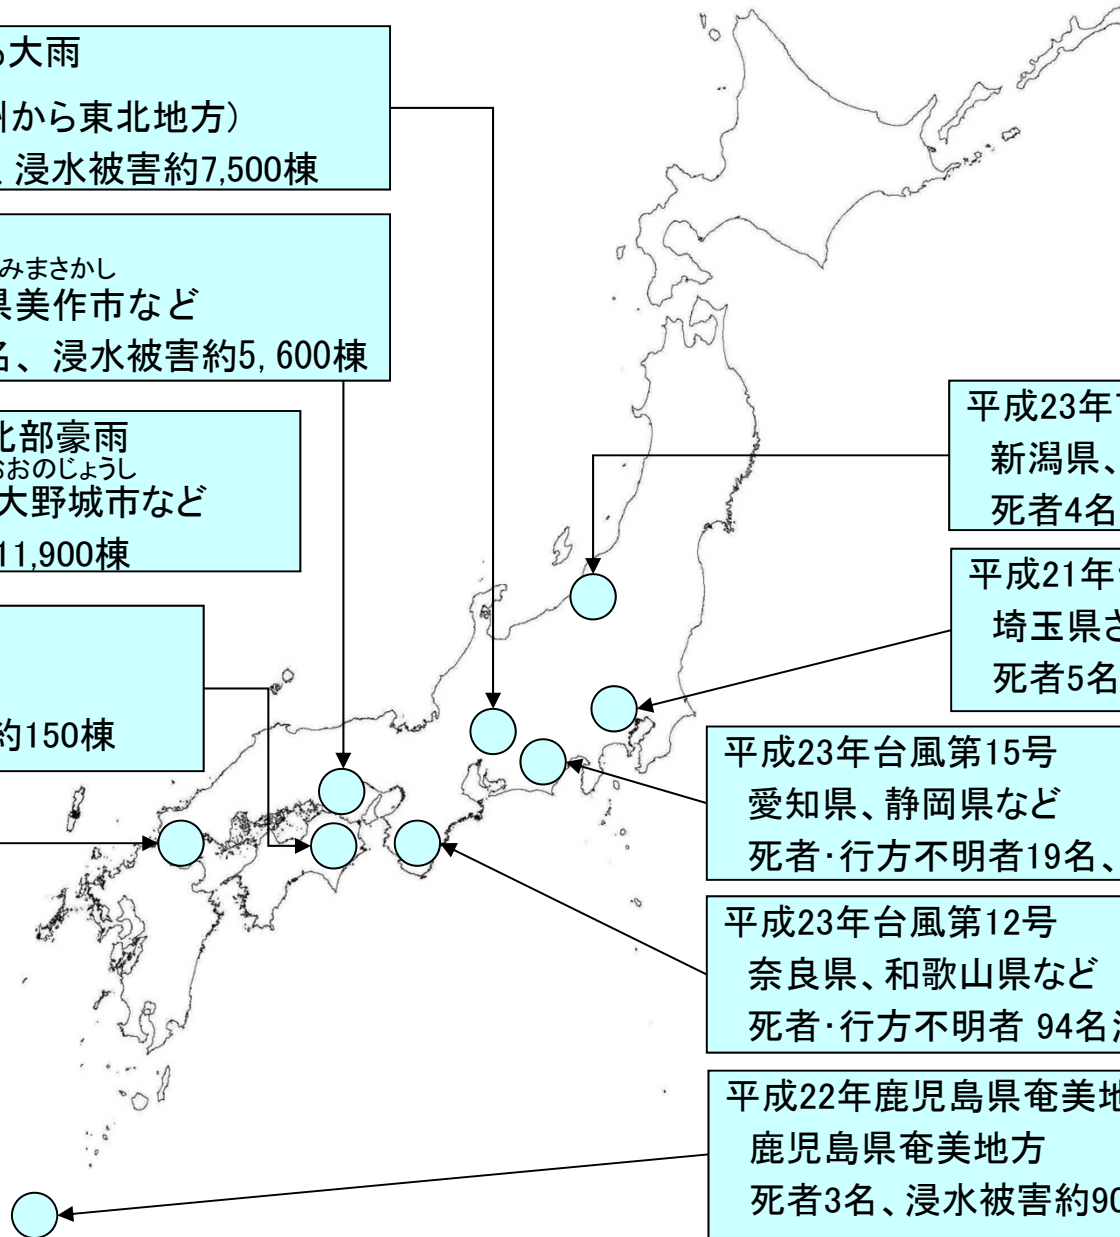 大雨
から東北地方)
、浸水被害約7,500棟
みまさかし
県美作市など
名、浸水被害約5,600棟
北部豪雨
おおのじょうし
大野城市など
11,900棟
約150棟
平成23年
新潟県、
死者4名
平成21年
埼玉県さ
死者5名
平成23年台風第15号
愛知県、静岡県など
死者・行方不明者19名、
平成23年台風第12号
奈良県、和歌山県など
死者・行方不明者 94名
平成22年鹿児島県奄美地
鹿児島県奄美地方
死者3名、浸水被害約90